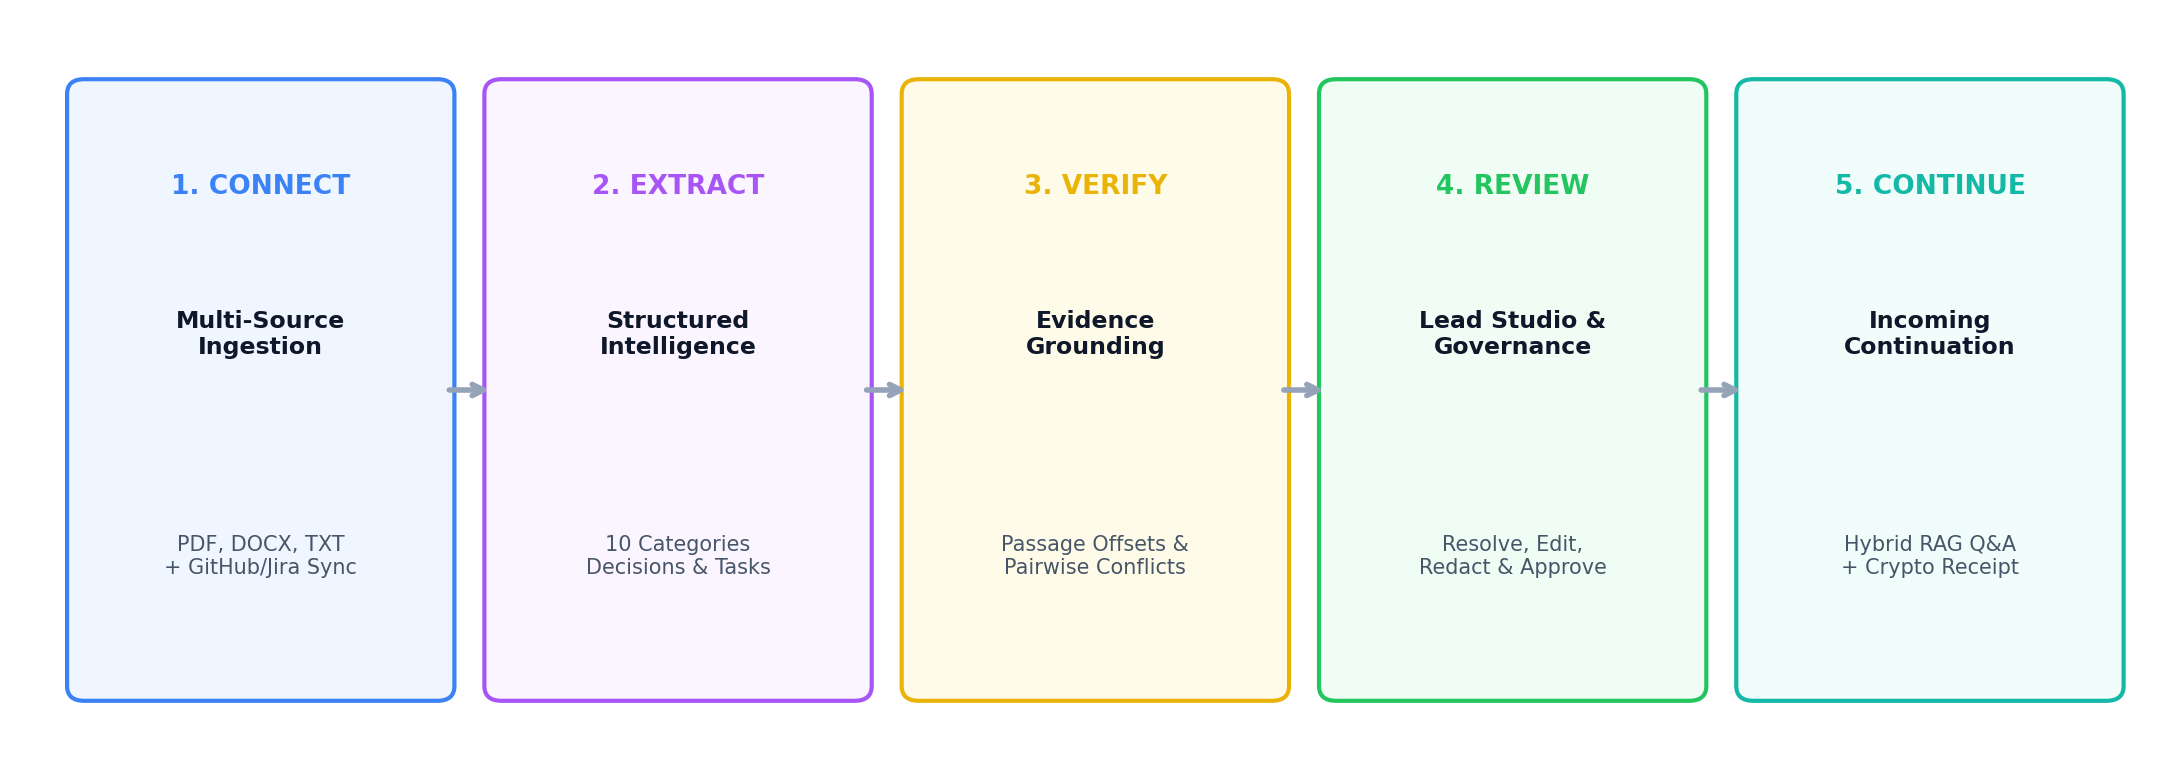 1. CONNECT
Multi-Source
Ingestion
PDF, DOCX, TXT
+ GitHub/Jira Sync
2. EXTRACT
Structured
Intelligence
10 Categories
Decisions & Tasks
3. VERIFY
Evidence
Grounding
Passage Offsets &
Pairwise Conflicts
4. REVIEW
Lead Studio &
Governance
Resolve, Edit,
Redact & Approve
5. CONTINUE
Incoming
Continuation
Hybrid RAG Q&A
+ Crypto Receipt